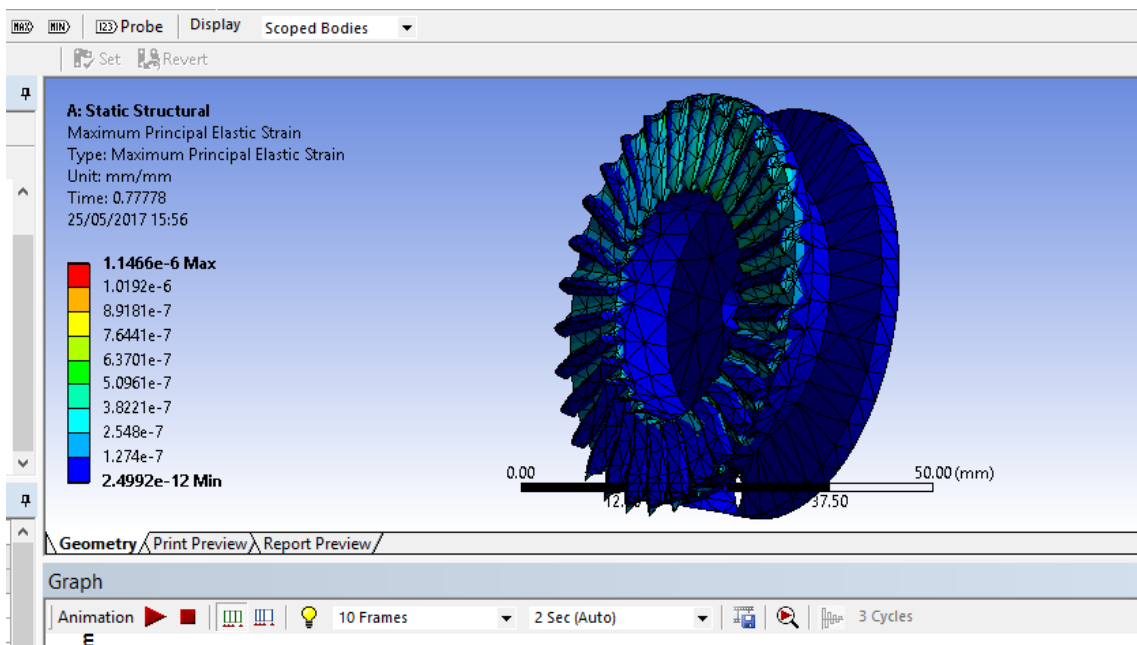 MAX MIN 123 Probe Display Scoped Bodies
Set Revert
A: Static Structural
Maximum Principal Elastic Strain
Type: Maximum Principal Elastic Strain
Unit: mm/mm
Time: 0.77778
25/05/2017 15:56
1.1466e-6 Max
1.0192e-6
8.9181e-7
7.6441e-7
6.3701e-7
5.0961e-7
3.8221e-7
2.548e-7
1.274e-7
2.4992e-12 Min
0.00 50.00 (mm)
37.50
Geometry Print Preview Report Preview
Graph
Animation 10 Frames 2 Sec (Auto) 3 Cycles